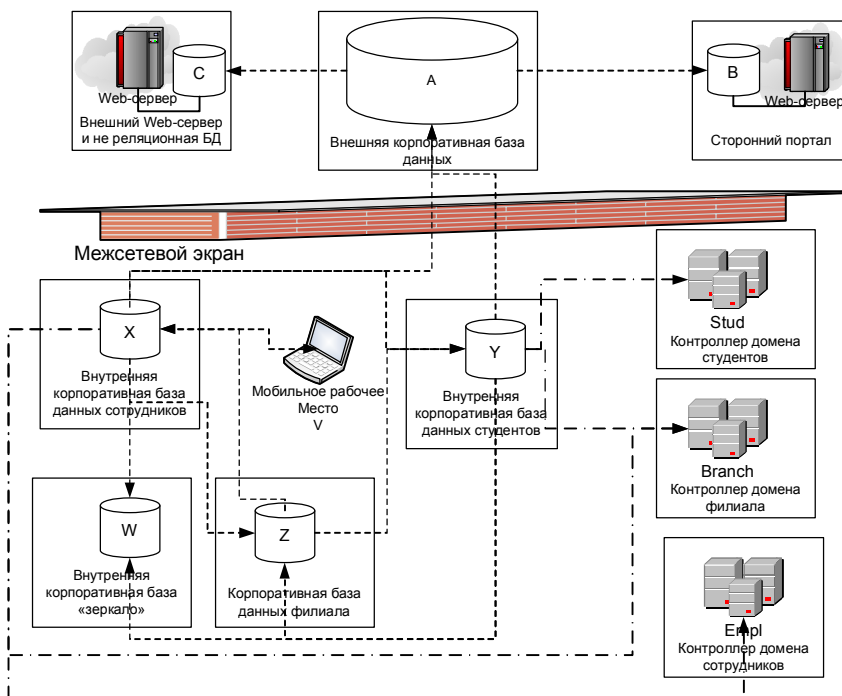 C
Web-сервер
Внешний Web-сервер
и не реляционная БД
A
Внешняя корпоративная база
данных
B
Web-сервер
Сторонний портал
Межсетевой экран
X
Внутренняя
корпоративная база
данных сотрудников
Мобильное рабочее
Место
V
Y
Внутренняя
корпоративная база
данных студентов
Stud
Контроллер домена
студентов
Branch
Контроллер домена
филиала
W
Внутренняя
корпоративная база
«зеркало»
Z
Корпоративная база
данных филиала
Empl
Контроллер домена
сотрудников